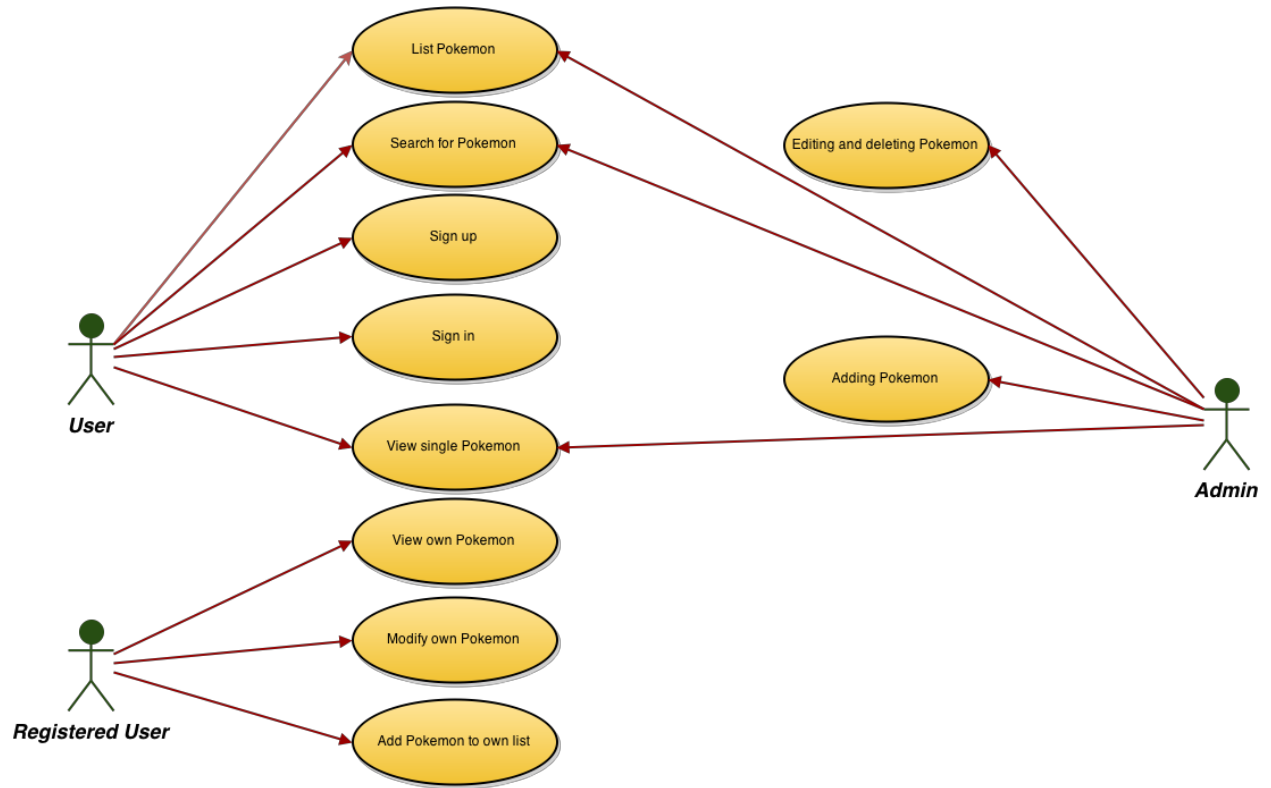 List Pokemon
Search for Pokemon
Editing and deleting Pokemon
Sign up
Sign in
Adding Pokemon
User
View single Pokemon
Admin
View own Pokemon
Modify own Pokemon
Registered User
Add Pokemon to own list